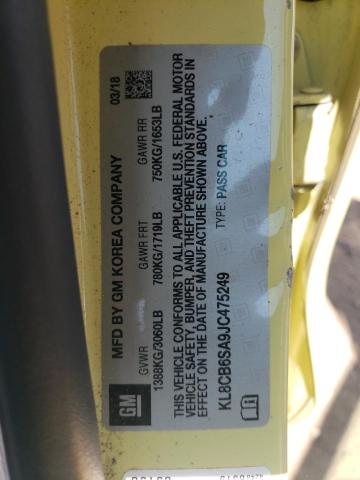 MFD BY GM KOREA COMPANY 03/18
GVWR GAWR FRT GAWR RR
1388KG/3060LB 780KG/1719LB 750KG/1653LB
THIS VEHICLE CONFORMS TO ALL APPLICABLE U.S. FEDERAL MOTOR
VEHICLE SAFETY, BUMPER, AND THEFT PREVENTION STANDARDS IN
EFFECT ON THE DATE OF MANUFACTURE SHOWN ABOVE.
KL8CB6SA9JC475249 TYPE: PASS CAR
GM